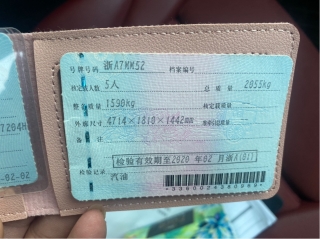 号牌号码 浙A7MM52 档案编号
核定载人数 5人 总质量 2055kg
整备质量 1590kg 核定载质量
外廓尺寸 4714×1810×1442mm 准牵引总质量
备注
检验有效期至2020年02月浙A(01)
检验记录 汽油